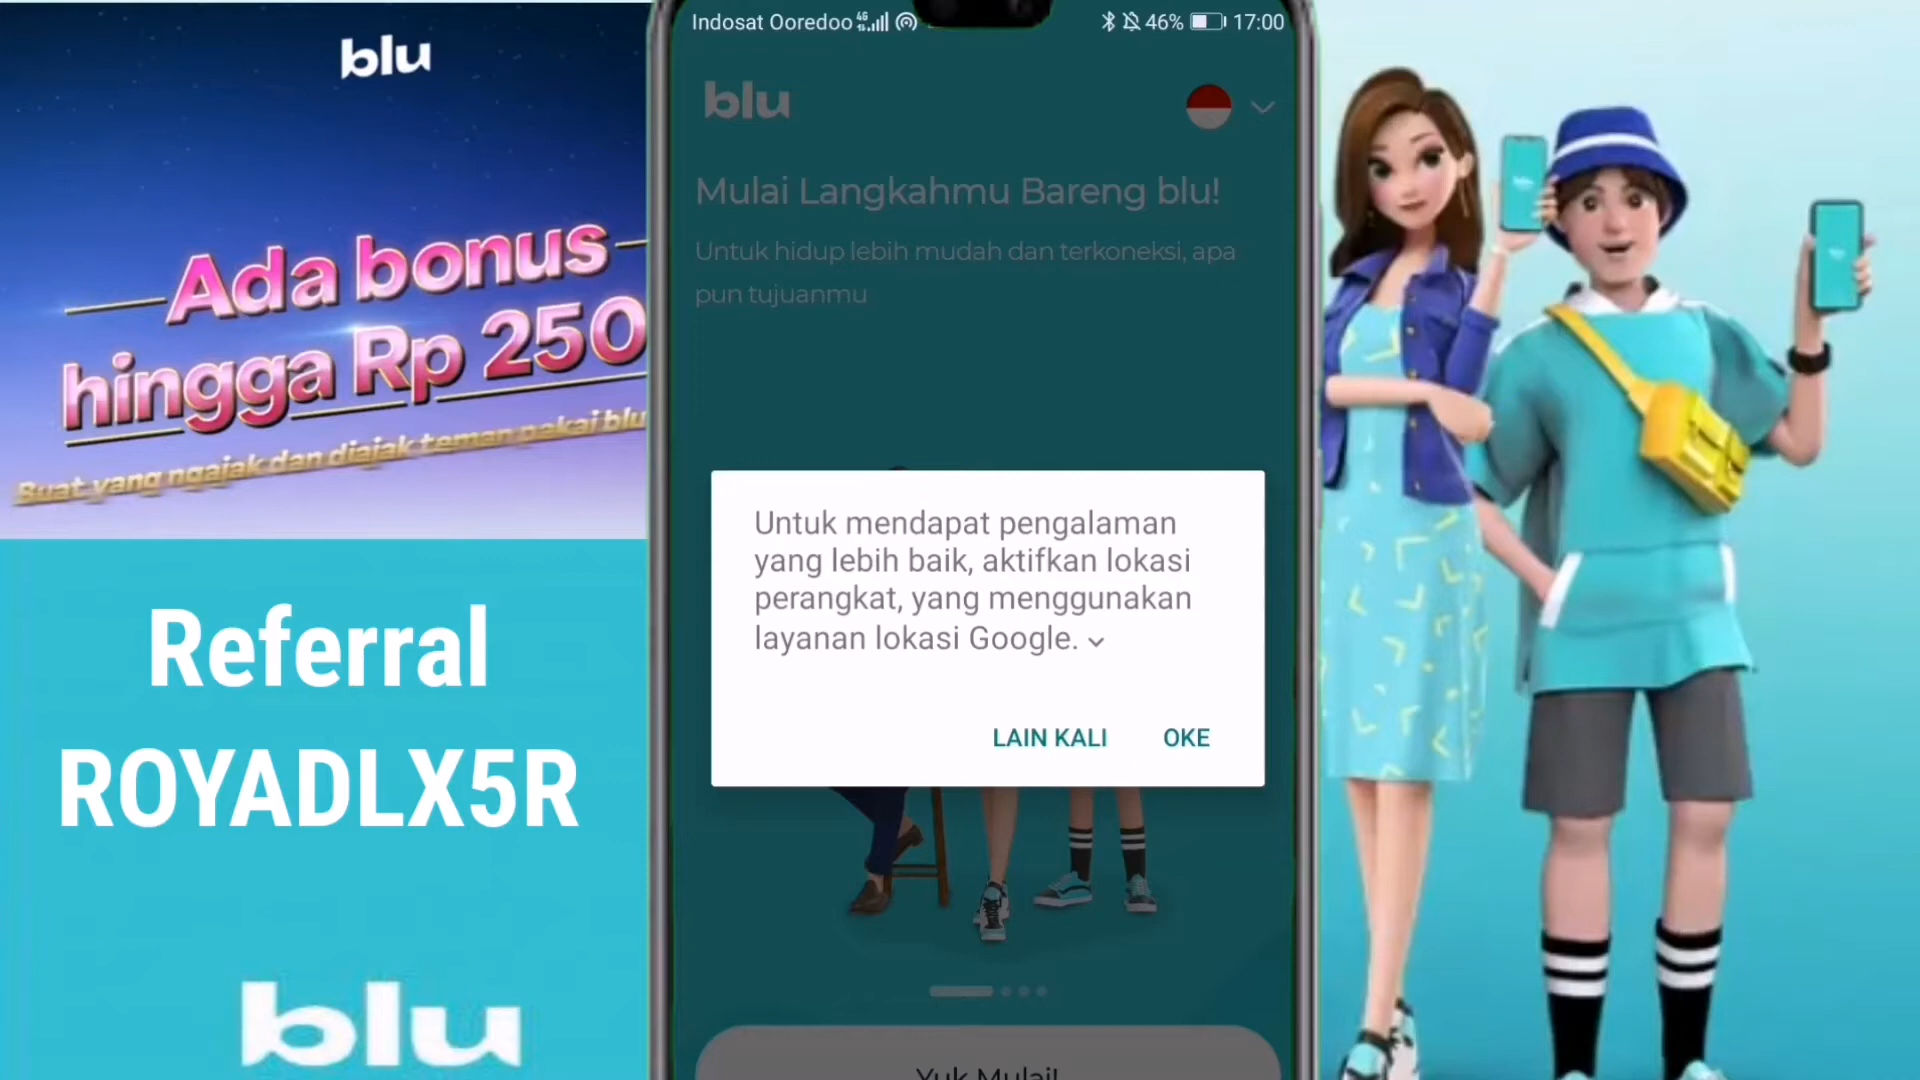 blu
Ada bonus
hingga Rp 250
Buat yang ngajak dan diajak teman pakai blu
Referral
ROYADLX5R
blu
Indosat Ooredoo 4G 46% 17:00
blu
Mulai Langkahmu Bareng blu!
Untuk hidup lebih mudah dan terkoneksi, apa
pun tujuanmu
Untuk mendapat pengalaman
yang lebih baik, aktifkan lokasi
perangkat, yang menggunakan
layanan lokasi Google.
LAIN KALI OKE
Yuk Mulai!